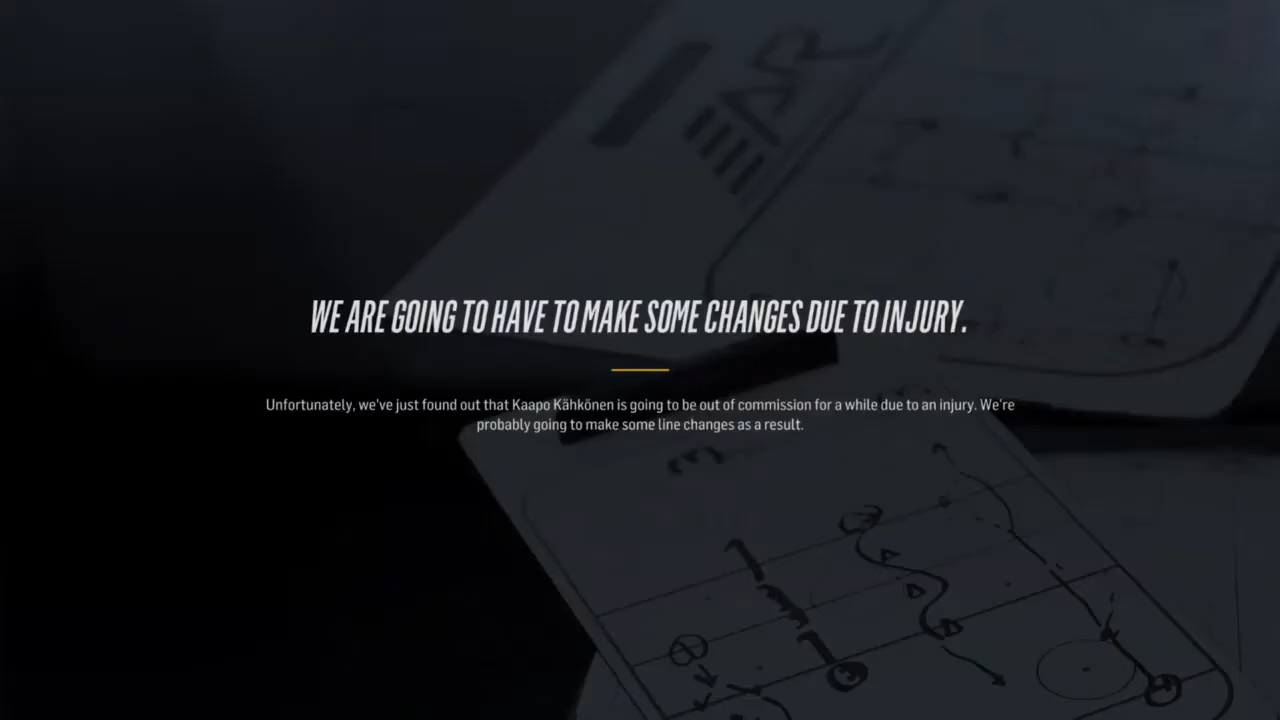 WE ARE GOING TO HAVE TO MAKE SOME CHANGES DUE TO INJURY.
Unfortunately, we've just found out that Kaapo Kähkönen is going to be out of commission for a while due to an injury. We're
probably going to make some line changes as a result.